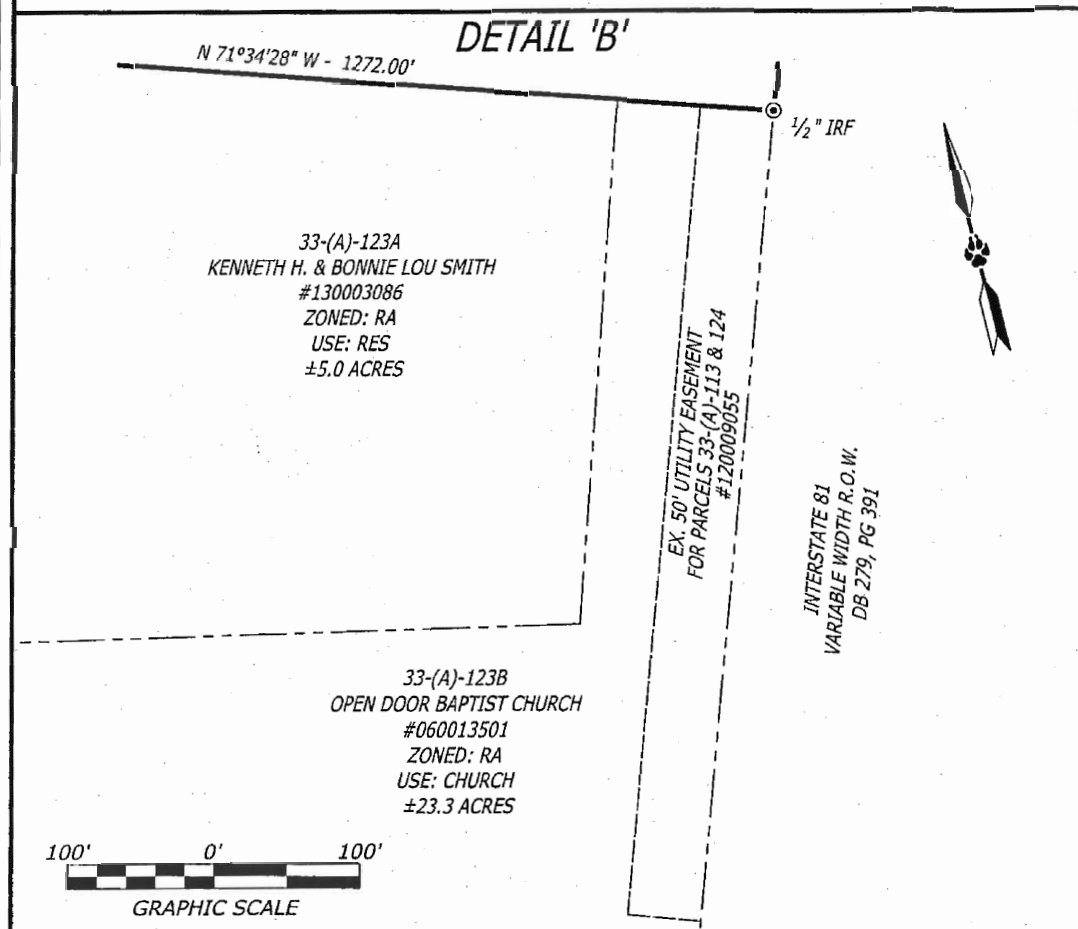 DETAIL 'B'
N 71°34'28" W - 1272.00'
1/2" IRF
33-(A)-123A
KENNETH H. & BONNIE LOU SMITH
#130003086
ZONED: RA
USE: RES
±5.0 ACRES
EX. 50' UTILITY EASEMENT
FOR PARCELS 33-(A)-113 & 124
#120009055
INTERSTATE 81
VARIABLE WIDTH R.O.W.
DB 279, PG 391
33-(A)-123B
OPEN DOOR BAPTIST CHURCH
#060013501
ZONED: RA
USE: CHURCH
±23.3 ACRES
100' 0' 100'
GRAPHIC SCALE